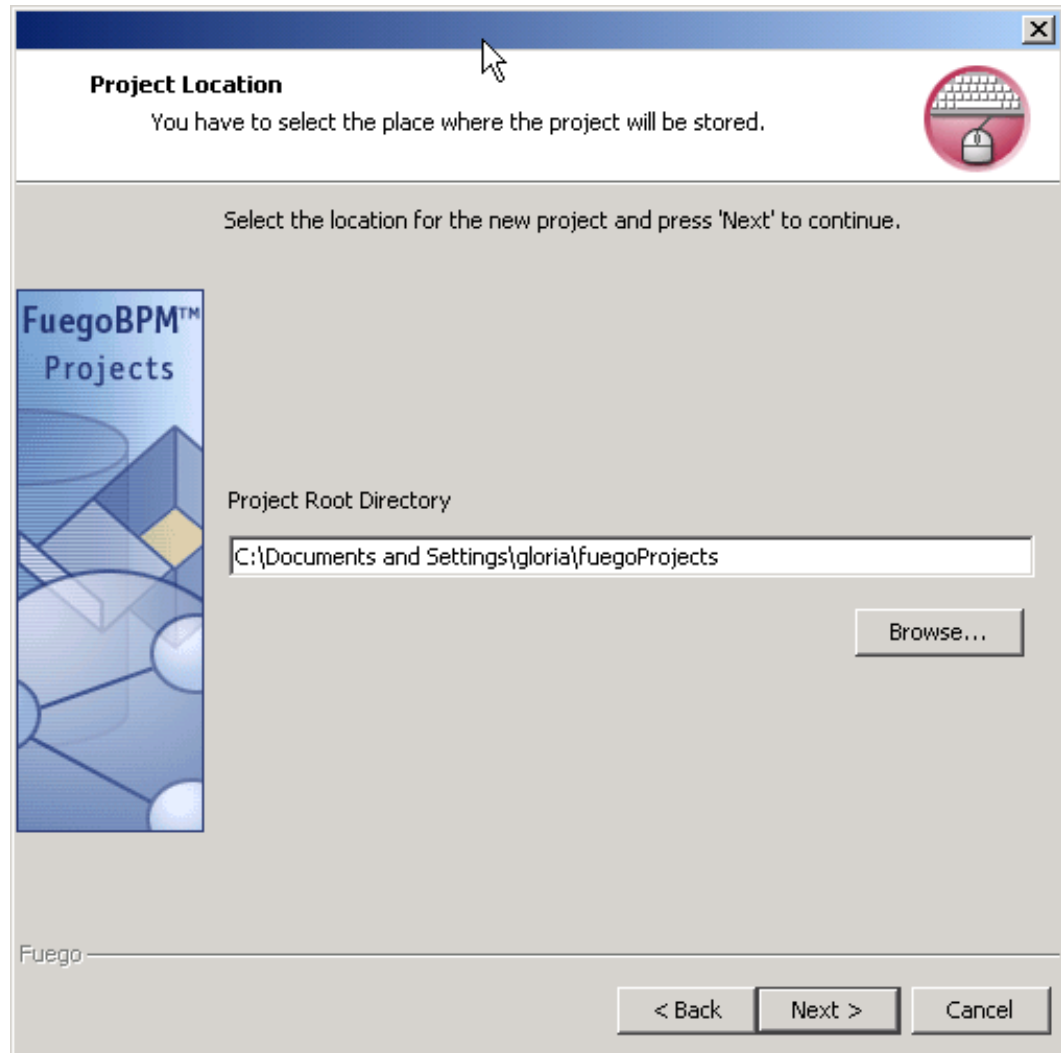 Project Location
You have to select the place where the project will be stored.
Select the location for the new project and press 'Next' to continue.
FuegoBPM™
Projects
Project Root Directory
C:\Documents and Settings\gloria\fuegoProjects
Browse...
Fuego
< Back
Next >
Cancel